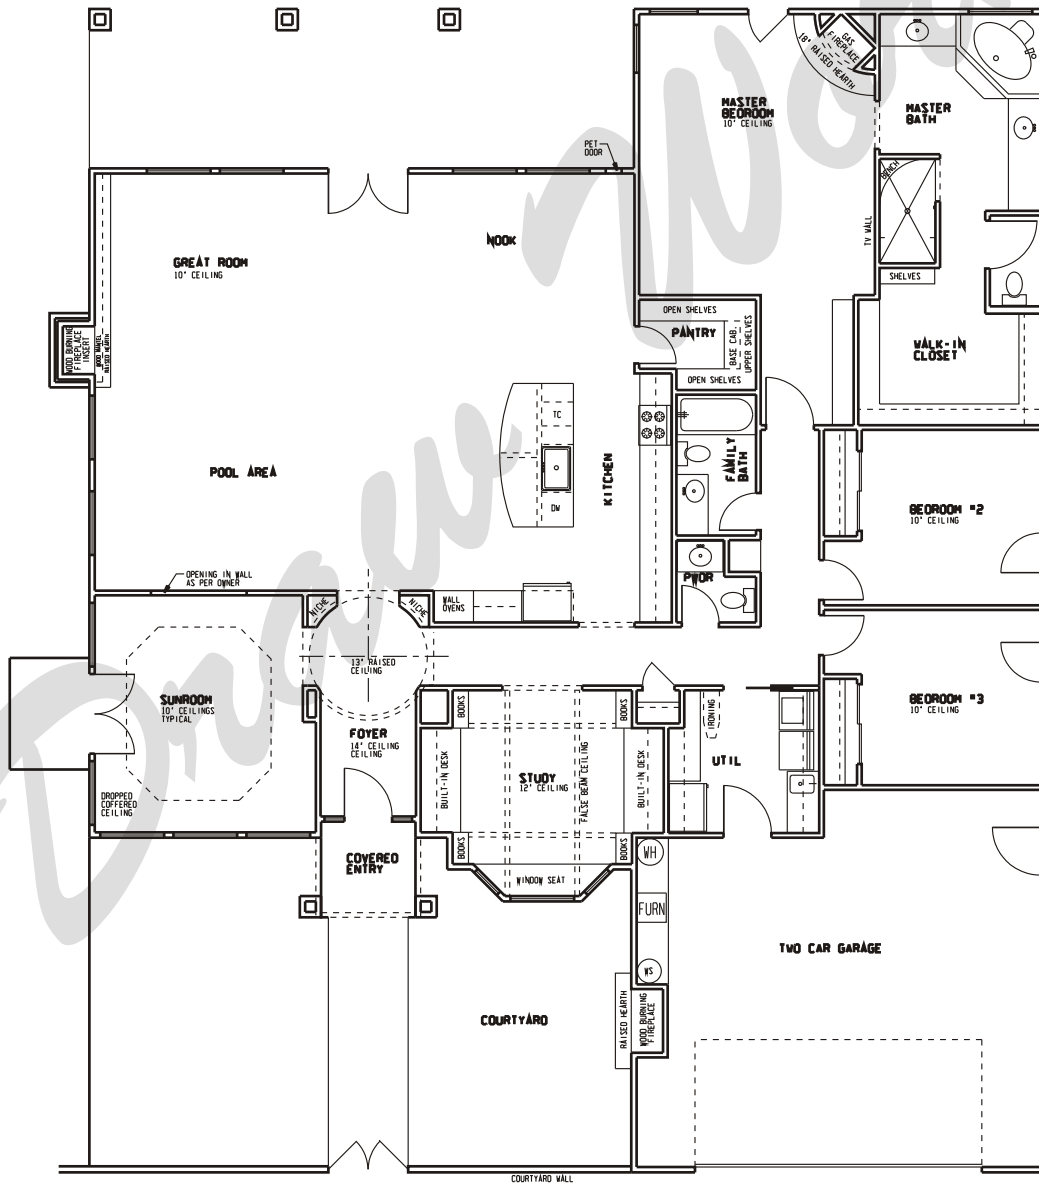 GAS
FIREPLACE
18" RAISED HEARTH
MASTER
BEDROOM
10' CEILING
MASTER
BATH
PET
DOOR
BENCH
TV WALL
SHELVES
NOOK
GREAT ROOM
10' CEILING
OPEN SHELVES
PANTRY
BASE CAB.
UPPER SHELVES
OPEN SHELVES
WALK-IN
CLOSET
WOOD BURNING
FIREPLACE
INSERT
WOOD MANTEL
RAISED HEARTH
TC
DW
KITCHEN
FAMILY
BATH
POOL AREA
BEDROOM #2
10' CEILING
OPENING IN WALL
AS PER OWNER
PWDR
WALL
OVENS
NICHE
NICHE
13' RAISED
CEILING
SUNROOM
10' CEILINGS
TYPICAL
BEDROOM #3
10' CEILING
BOOKS
BOOKS
IRONING
FOYER
14' CEILING
CEILING
UTIL
BUILT-IN DESK
STUDY
12' CEILING
FALSE BEAM CEILING
BUILT-IN DESK
DROPPED
COFFERED
CEILING
BOOKS
BOOKS
COVERED
ENTRY
WINDOW SEAT
WH
FURN
WS
TWO CAR GARAGE
COURTYARD
RAISED HEARTH
WOOD BURNING
FIREPLACE
COURTYARD WALL
Draw